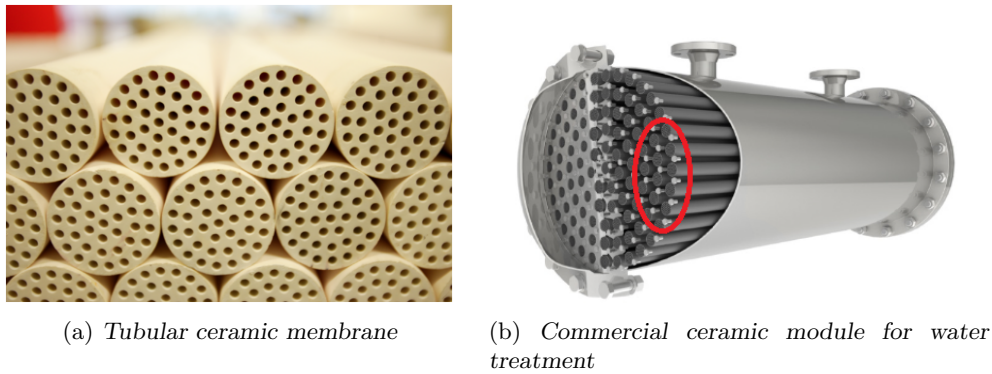 (a) Tubular ceramic membrane
(b) Commercial ceramic module for water
treatment